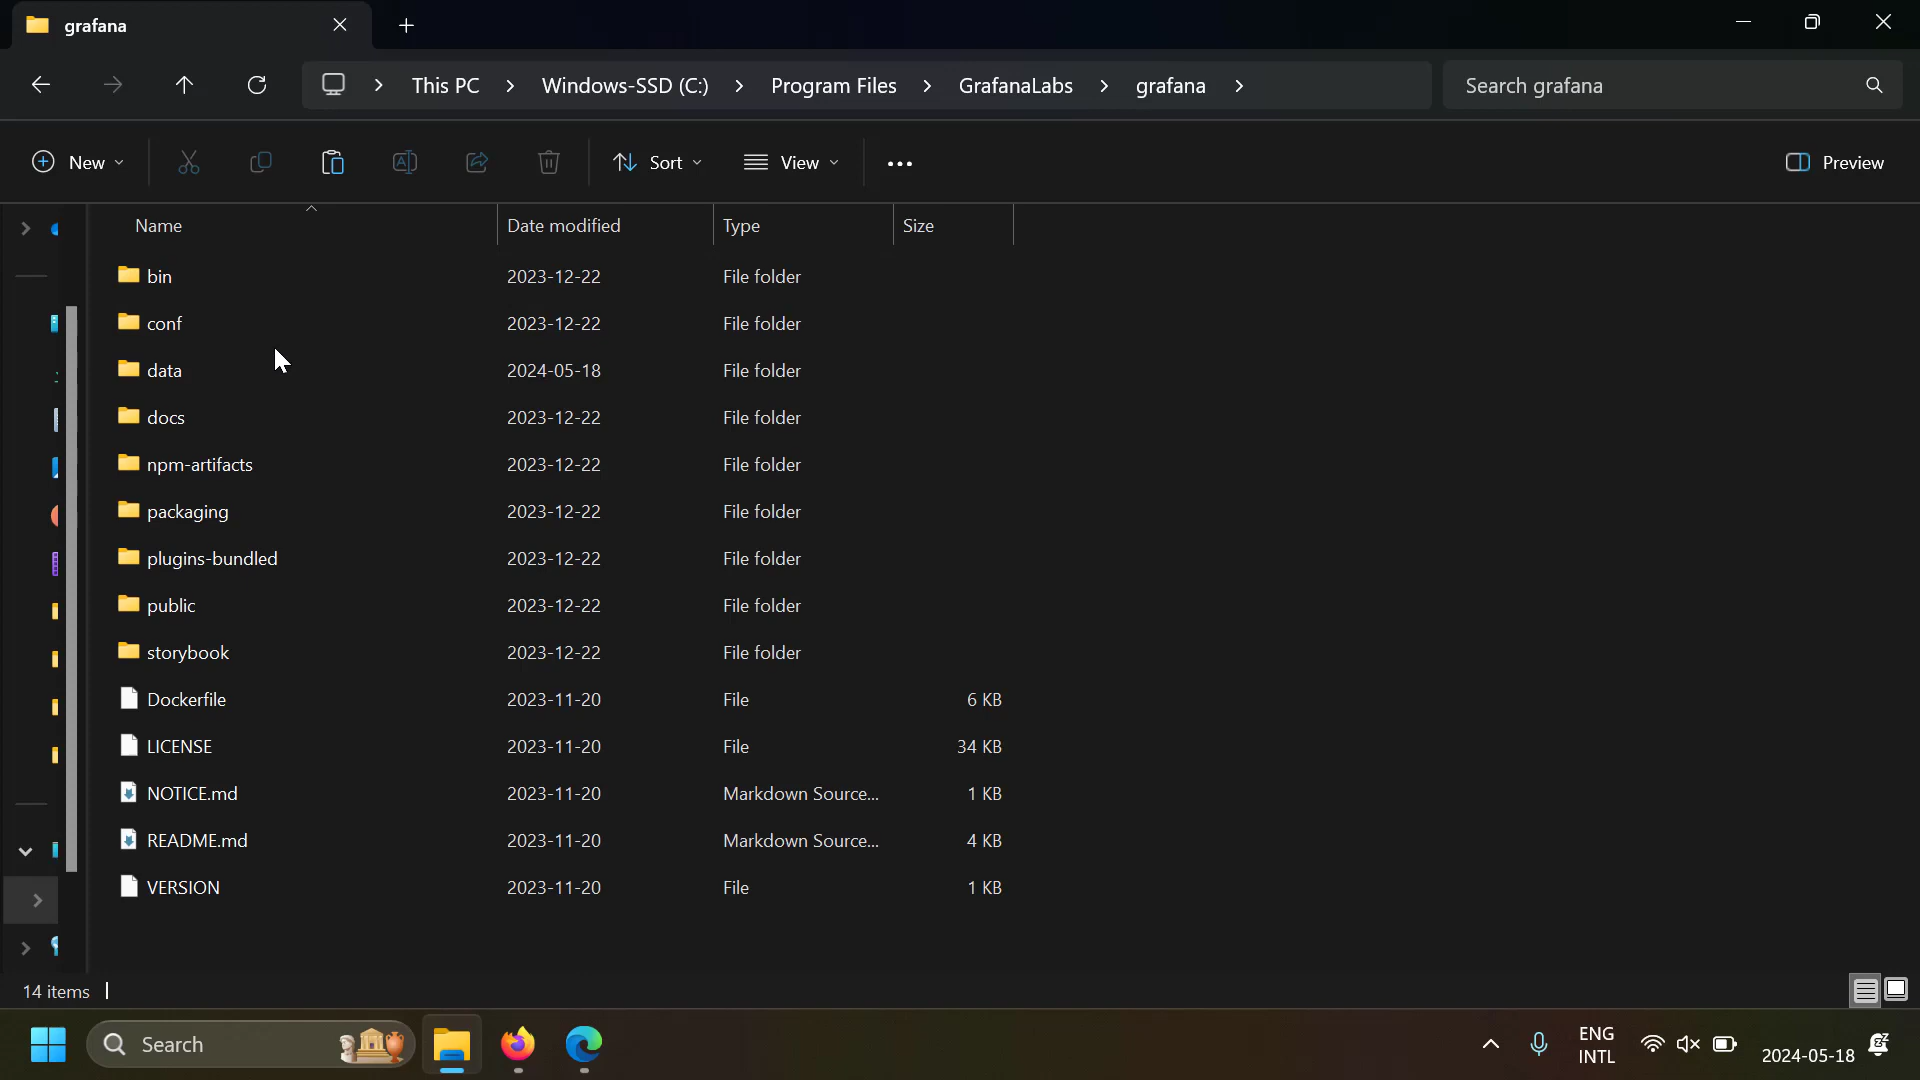 grafana
This PC > Windows-SSD (C:) > Program Files > GrafanaLabs > grafana >
Search grafana
New
Sort
View
Preview
Name Date modified Type Size
bin 2023-12-22 File folder
conf 2023-12-22 File folder
data 2024-05-18 File folder
docs 2023-12-22 File folder
npm-artifacts 2023-12-22 File folder
packaging 2023-12-22 File folder
plugins-bundled 2023-12-22 File folder
public 2023-12-22 File folder
storybook 2023-12-22 File folder
Dockerfile 2023-11-20 File 6 KB
LICENSE 2023-11-20 File 34 KB
NOTICE.md 2023-11-20 Markdown Source... 1 KB
README.md 2023-11-20 Markdown Source... 4 KB
VERSION 2023-11-20 File 1 KB
14 items
Search
ENG
INTL
2024-05-18